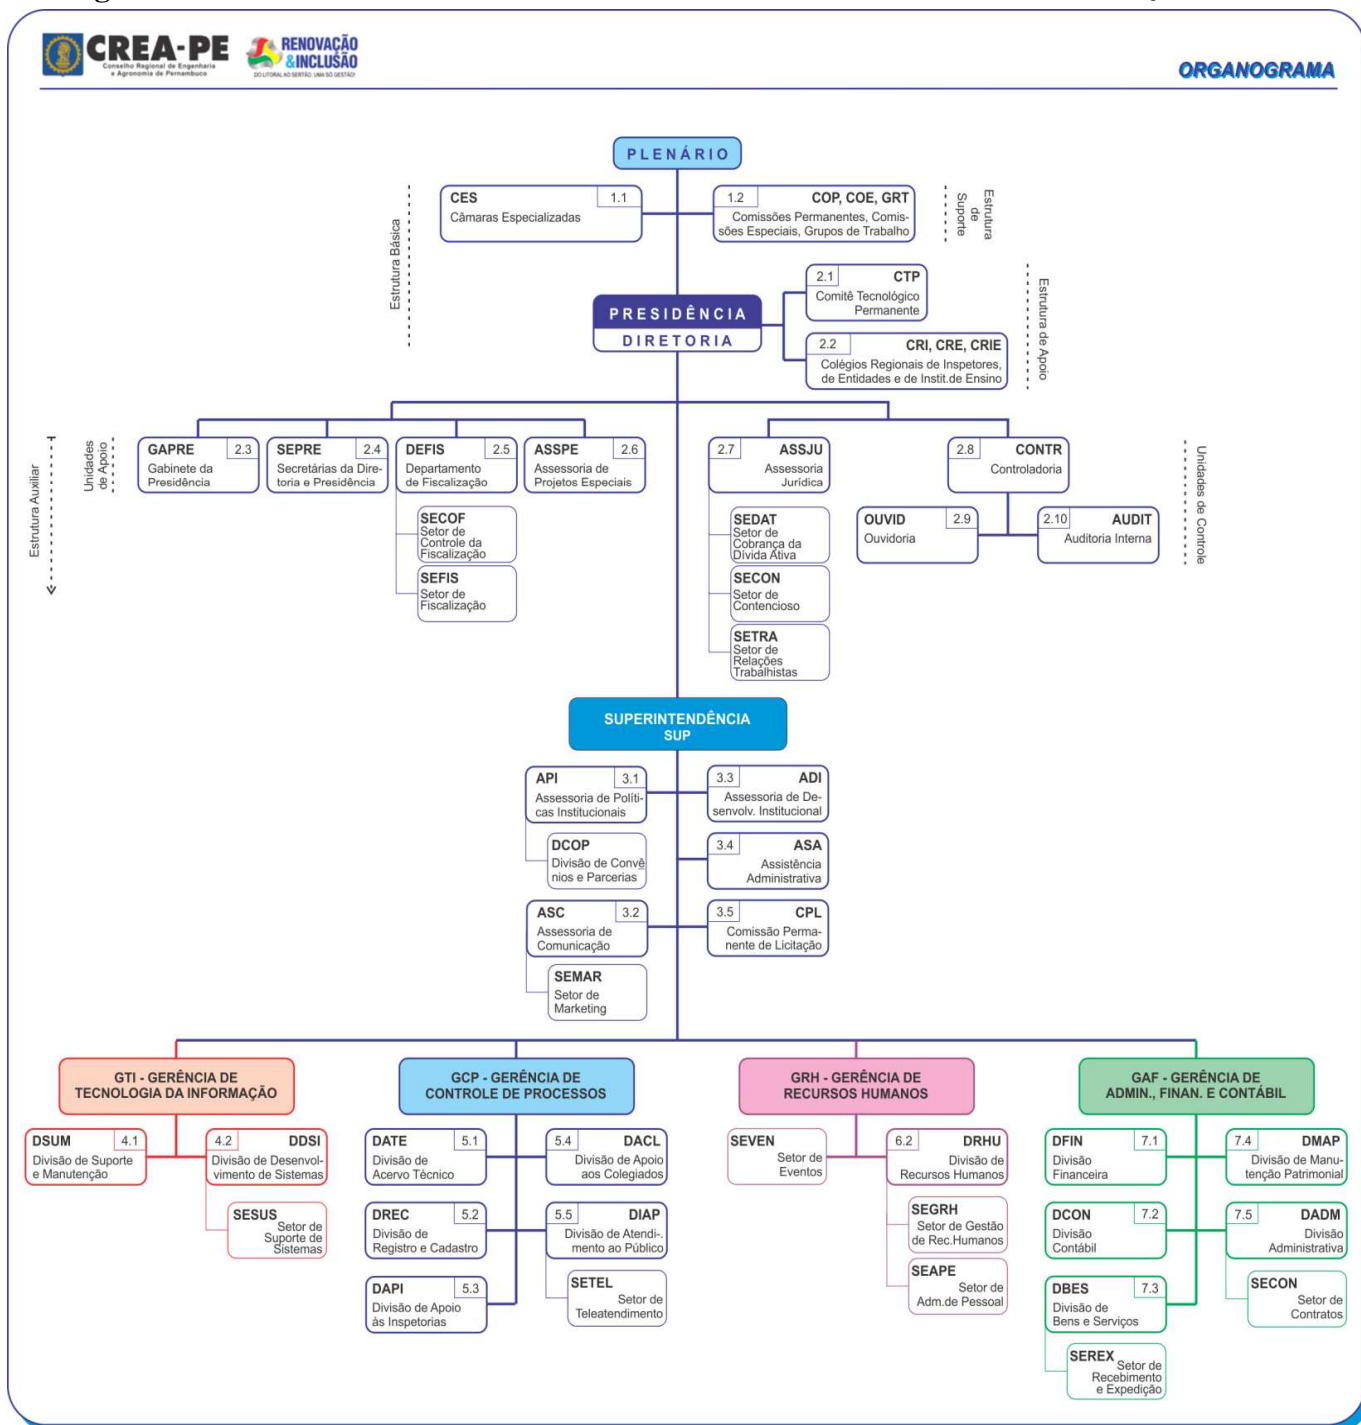 CREA-PE
Conselho Regional de Engenharia
e Agronomia de Pernambuco
RENOVAÇÃO
&INCLUSÃO
DO LITORAL AO SERTÃO, UMA SÓ GESTÃO!
ORGANOGRAMA
PLENÁRIO
CES 1.1
Câmaras Especializadas
1.2 COP, COE, GRT
Comissões Permanentes, Comis-
sões Especiais, Grupos de Trabalho
Estrutura
de
Suporte
Estrutura Básica
2.1 CTP
Comitê Tecnológico
Permanente
PRESIDÊNCIA
DIRETORIA
2.2 CRI, CRE, CRIE
Colégios Regionais de Inspetores,
de Entidades e de Instit.de Ensino
Estrutura de Apoio
Estrutura Auxiliar
Unidades
de Apoio
GAPRE 2.3
Gabinete da
Presidência
SEPRE 2.4
Secretárias da Dire-
toria e Presidência
DEFIS 2.5
Departamento
de Fiscalização
SECOF
Setor de
Controle da
Fiscalização
SEFIS
Setor de
Fiscalização
ASSPE 2.6
Assessoria de
Projetos Especiais
2.7 ASSJU
Assessoria
Jurídica
SEDAT
Setor de
Cobrança da
Dívida Ativa
SECON
Setor de
Contencioso
SETRA
Setor de
Relações
Trabalhistas
2.8 CONTR
Controladoria
OUVID 2.9
Ouvidoria
2.10 AUDIT
Auditoria Interna
Unidades de Controle
SUPERINTENDÊNCIA
SUP
API 3.1
Assessoria de Políti-
cas Institucionais
DCOP
Divisão de Convê
nios e Parcerias
ASC 3.2
Assessoria de
Comunicação
SEMAR
Setor de
Marketing
3.3 ADI
Assessoria de De-
senvolv. Institucional
3.4 ASA
Assistência
Administrativa
3.5 CPL
Comissão Perma-
nente de Licitação
GTI - GERÊNCIA DE
TECNOLOGIA DA INFORMAÇÃO
DSUM 4.1
Divisão de Suporte
e Manutenção
4.2 DDSI
Divisão de Desenvol-
vimento de Sistemas
SESUS
Setor de
Suporte de
Sistemas
GCP - GERÊNCIA DE
CONTROLE DE PROCESSOS
DATE 5.1
Divisão de
Acervo Técnico
DREC 5.2
Divisão de
Registro e Cadastro
DAPI 5.3
Divisão de Apoio
às Inspetorias
5.4 DACL
Divisão de Apoio
aos Colegiados
5.5 DIAP
Divisão de Atendi-.
mento ao Público
SETEL
Setor de
Teleatendimento
GRH - GERÊNCIA DE
RECURSOS HUMANOS
SEVEN
Setor de
Eventos
6.2 DRHU
Divisão de
Recursos Humanos
SEGRH
Setor de Gestão
de Rec.Humanos
SEAPE
Setor de
Adm.de Pessoal
GAF - GERÊNCIA DE
ADMIN., FINAN. E CONTÁBIL
DFIN 7.1
Divisão
Financeira
DCON 7.2
Divisão
Contábil
DBES 7.3
Divisão de
Bens e Serviços
SEREX
Setor de
Recebimento
e Expedição
7.4 DMAP
Divisão de Manu-
tenção Patrimonial
7.5 DADM
Divisão
Administrativa
SECON
Setor de
Contratos